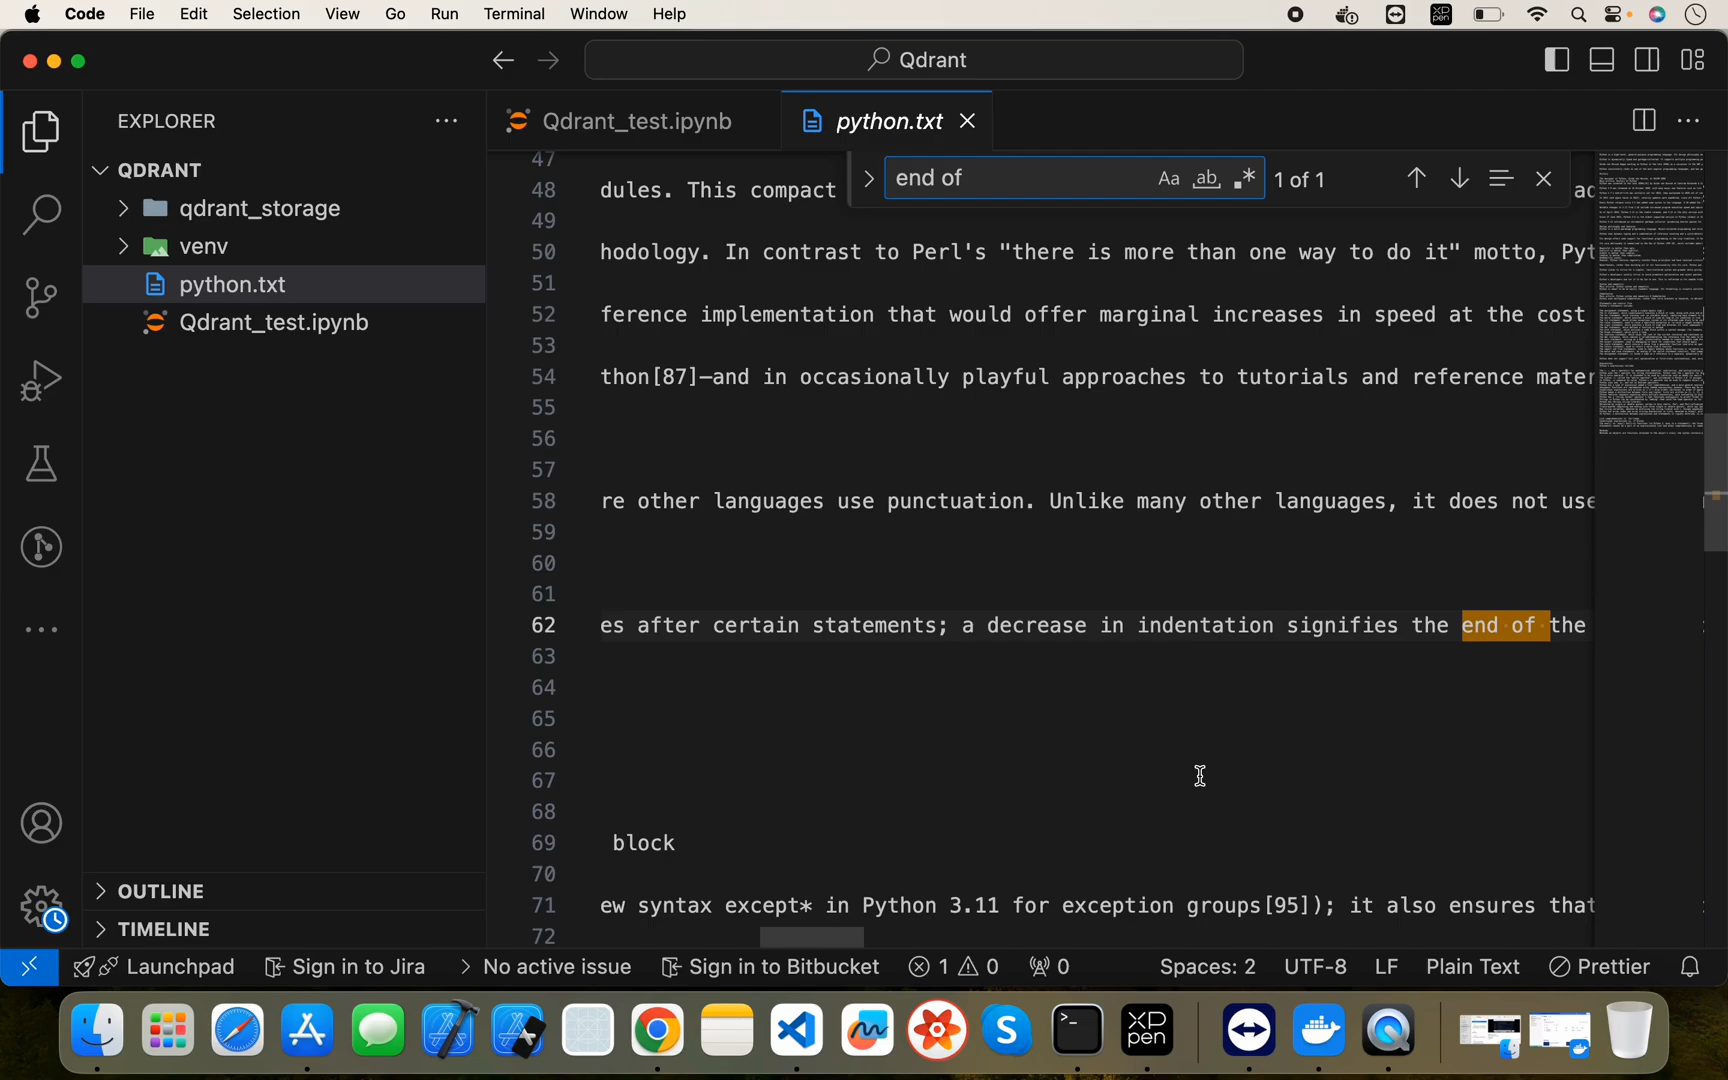 Code File Edit Selection View Go Run Terminal Window Help
XP pen
Qdrant
EXPLORER
Qdrant_test.ipynb
python.txt
QDRANT
qdrant_storage
venv
python.txt
Qdrant_test.ipynb
end of
Aa ab .* 1 of 1
47
48 dules. This compact
49
50 hodology. In contrast to Perl's "there is more than one way to do it" motto, Pyt
51
52 ference implementation that would offer marginal increases in speed at the cost
53
54 thon[87]—and in occasionally playful approaches to tutorials and reference mater
55
56
57
58 re other languages use punctuation. Unlike many other languages, it does not use
59
60
61
62 es after certain statements; a decrease in indentation signifies the end of the
63
64
65
66
67
68
69 block
70
71 ew syntax except* in Python 3.11 for exception groups[95]); it also ensures that
72
OUTLINE
TIMELINE
Launchpad Sign in to Jira No active issue Sign in to Bitbucket 1 0 0 Spaces: 2 UTF-8 LF Plain Text Prettier
XP pen